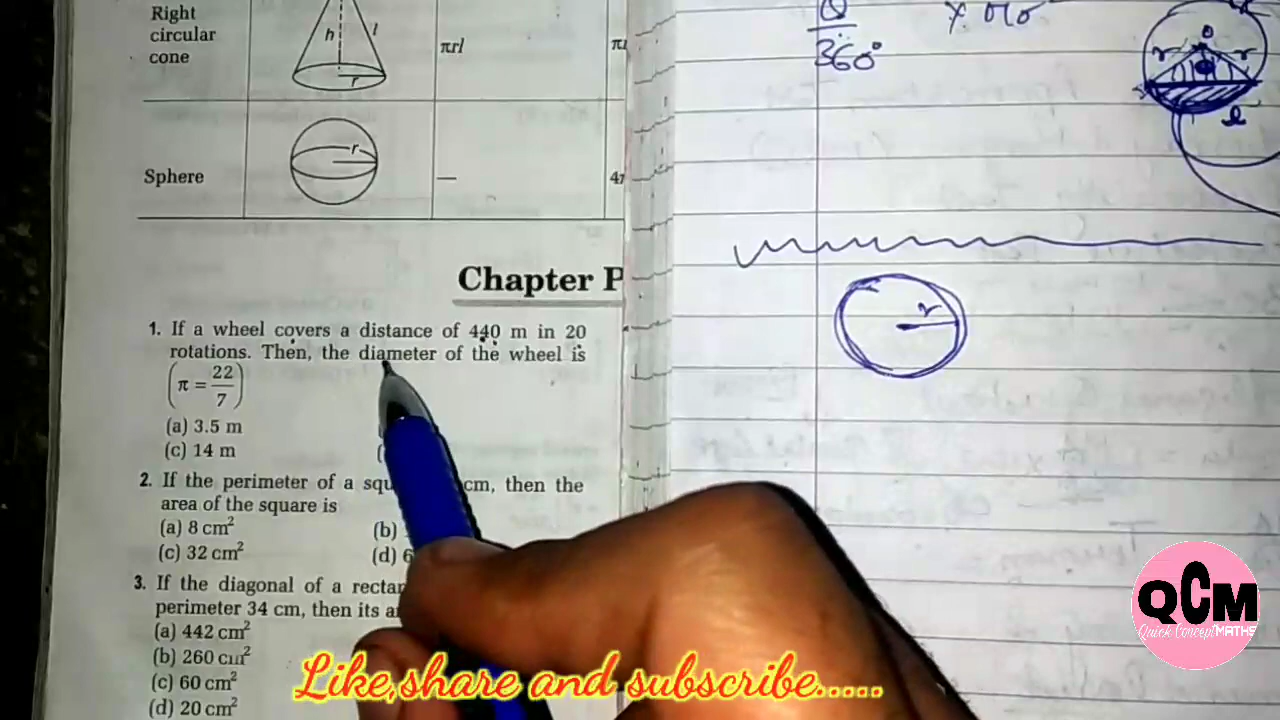 Right
circular
cone
h
l
r
πrl
Sphere
r
—
Chapter P
1. If a wheel covers a distance of 440 m in 20
rotations. Then, the diameter of the wheel is
(π = 22/7)
(a) 3.5 m
(c) 14 m
2. If the perimeter of a squ cm, then the
area of the square is
(a) 8 cm² (b)
(c) 32 cm² (d) 6
3. If the diagonal of a rectan
perimeter 34 cm, then its a
(a) 442 cm²
(b) 260 cm²
(c) 60 cm²
(d) 20 cm²
360°
r
r
l
r
QCM
Quick Concept MATHS
Like,share and subscribe.....